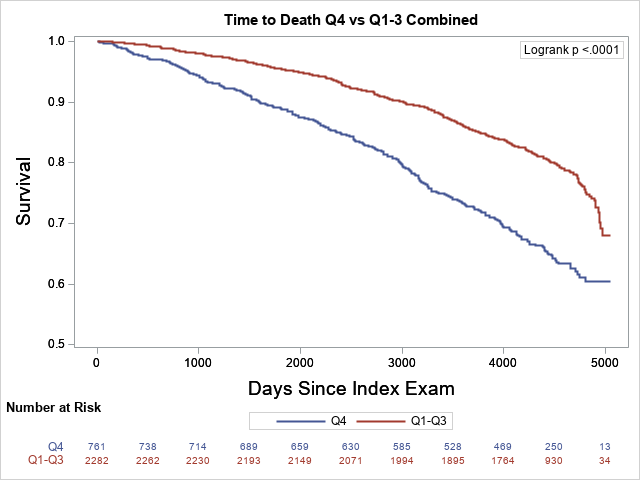 Time to Death Q4 vs Q1-3 Combined
Logrank p <.0001
1.0
0.9
0.8
0.7
0.6
0.5
Survival
0 1000 2000 3000 4000 5000
Days Since Index Exam
Number at Risk
Q4 Q1-Q3
Q4 761 738 714 689 659 630 585 528 469 250 13
Q1-Q3 2282 2262 2230 2193 2149 2071 1994 1895 1764 930 34